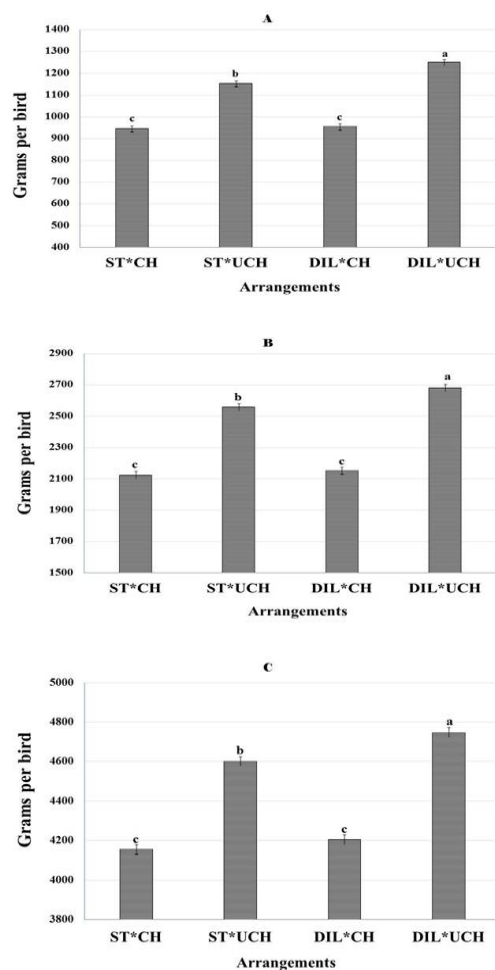 A
1400
1300
1200
1100
1000
900
800
700
600
500
400
Grams per bird
c
b
c
a
ST*CH ST*UCH DIL*CH DIL*UCH
Arrangements
B
2900
2700
2500
2300
2100
1900
1700
1500
Grams per bird
c
b
c
a
ST*CH ST*UCH DIL*CH DIL*UCH
Arrangements
C
5000
4800
4600
4400
4200
4000
3800
Grams per bird
c
b
c
a
ST*CH ST*UCH DIL*CH DIL*UCH
Arrangements